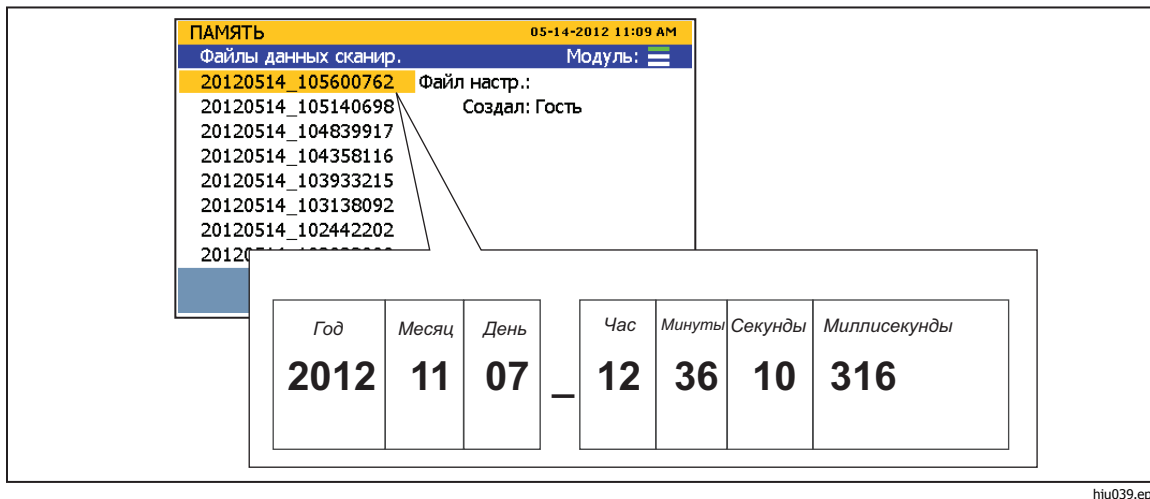 ПАМЯТЬ 05-14-2012 11:09 AM
Файлы данных сканир. Модуль:
20120514_105600762 Файл настр.:
20120514_105140698 Создал: Гость
20120514_104839917
20120514_104358116
20120514_103933215
20120514_103138092
20120514_102442202
Год Месяц День Час Минуты Секунды Миллисекунды
2012 11 07 _ 12 36 10 316
hiu039.ep